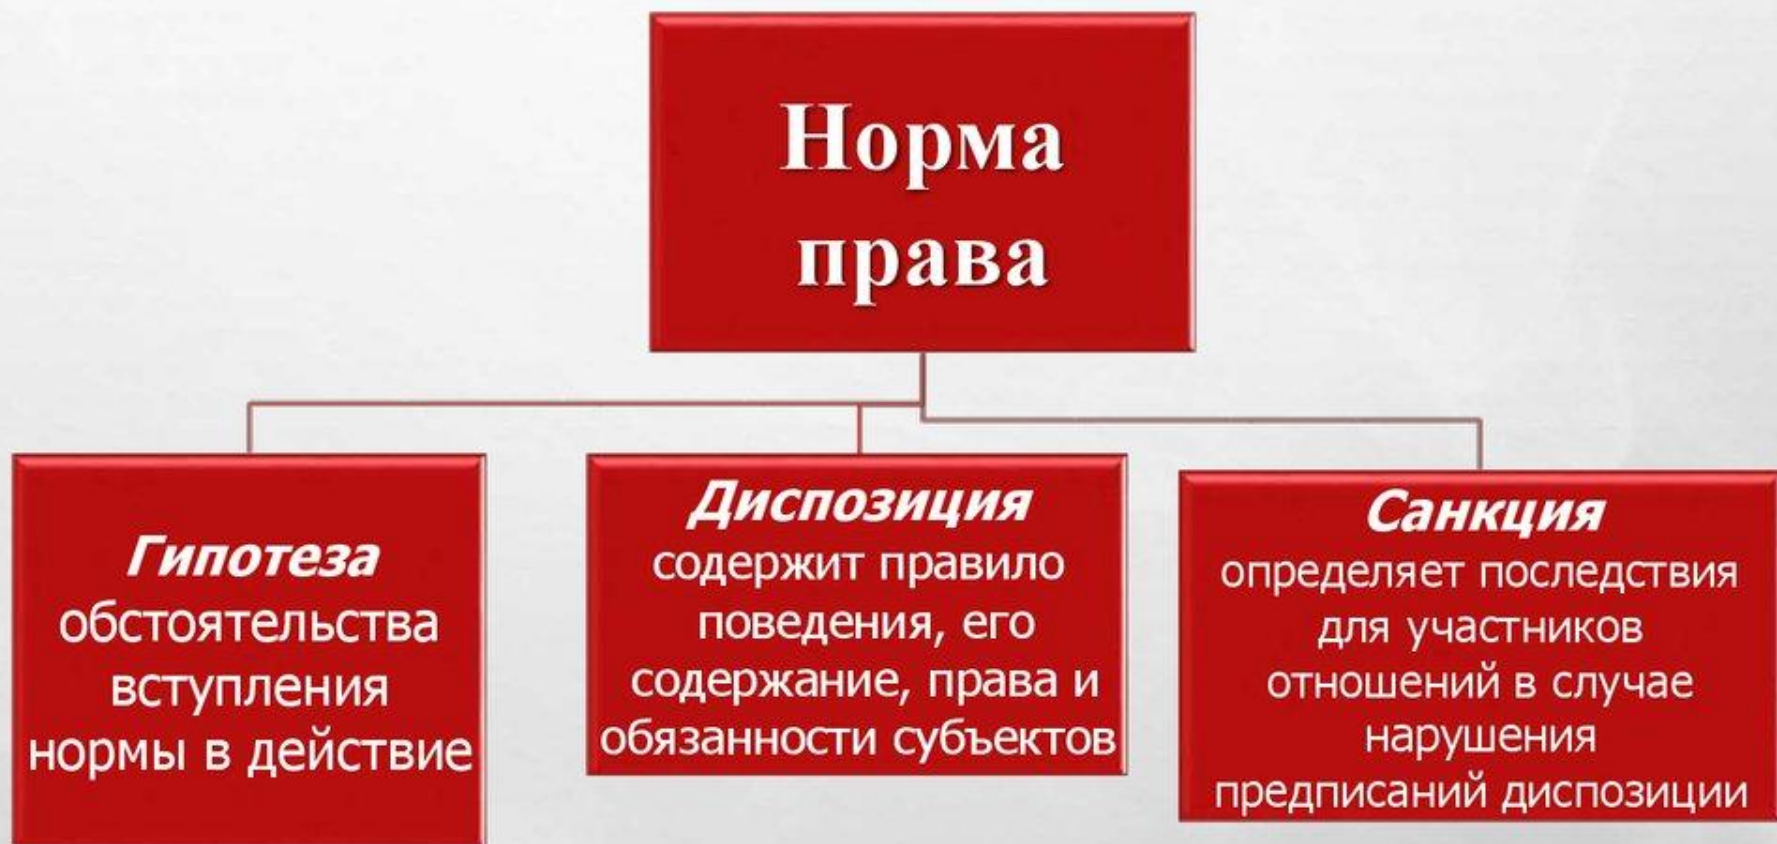 Норма
права
Гипотеза
обстоятельства
вступления
нормы в действие
Диспозиция
содержит правило
поведения, его
содержание, права и
обязанности субъектов
Санкция
определяет последствия
для участников
отношений в случае
нарушения
предписаний диспозиции